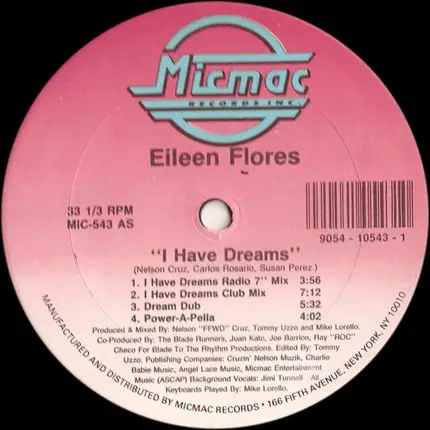 Micmac
RECORDS INC.
Eileen Flores
33 1/3 RPM
MIC-543 AS
9054 - 10543 - 1
"I Have Dreams"
(Nelson Cruz, Carlos Rosario, Susan Perez.)
1. I Have Dreams Radio 7" Mix 3:56
2. I Have Dreams Club Mix 7:12
3. Dream Dub 5:32
4. Power-A-Pella 4:02
Produced & Mixed By: Nelson "FFWD" Cruz, Tommy Uzzo and Mike Lorello.
Co-Produced By: The Blade Runners, Juan Kato, Joe Barrion, Ray "ROC"
Checo For Blade To The Rhythm Productions. Edited By: Tommy
Uzzo. Publishing Companies: Cruzin' Nelson Muzik, Charlie
Babie Music, Angel Lace Music, Micmac Entertainment
Music (ASCAP) Background Vocals: Jimi Tunnell All
Keyboards Played By: Mike Lorello.
MANUFACTURED AND DISTRIBUTED BY MICMAC RECORDS • 166 FIFTH AVENUE, NEW YORK, NY 10010